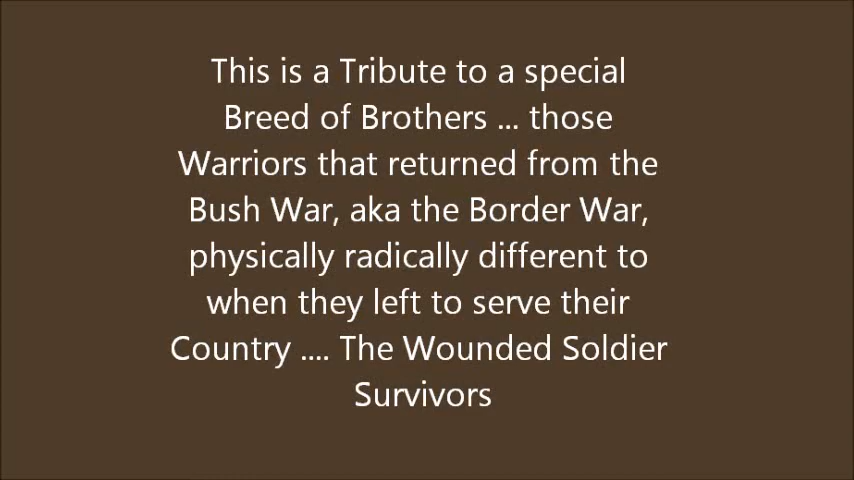 This is a Tribute to a special
Breed of Brothers ... those
Warriors that returned from the
Bush War, aka the Border War,
physically radically different to
when they left to serve their
Country .... The Wounded Soldier
Survivors